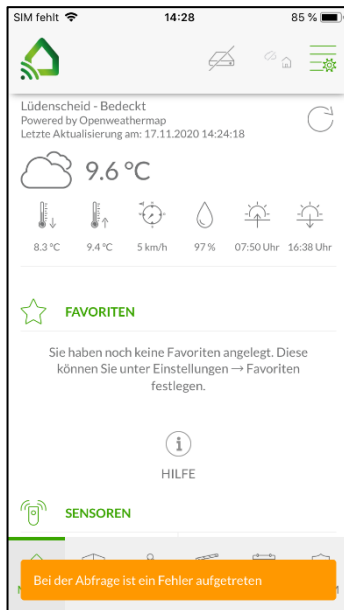 SIM fehlt 14:28 85 %
Lüdenscheid - Bedeckt
Powered by Openweathermap
Letzte Aktualisierung am: 17.11.2020 14:24:18
9.6 °C
8.3 °C 9.4 °C 5 km/h 97 % 07:50 Uhr 16:38 Uhr
FAVORITEN
Sie haben noch keine Favoriten angelegt. Diese
können Sie unter Einstellungen → Favoriten
festlegen.
HILFE
SENSOREN
Bei der Abfrage ist ein Fehler aufgetreten